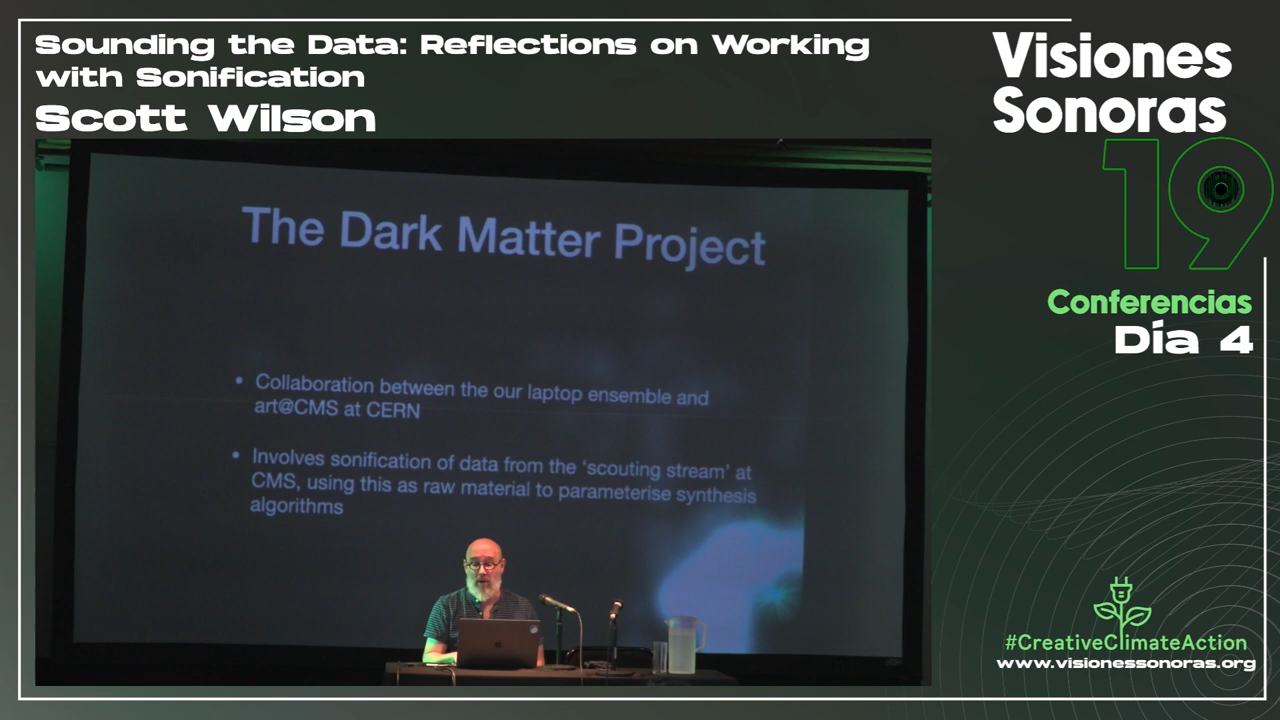 Sounding the Data: Reflections on Working
with Sonification
Scott Wilson
Visiones
Sonoras
19
Conferencias
Día 4
The Dark Matter Project
• Collaboration between the our laptop ensemble and
art@CMS at CERN
• Involves sonification of data from the ‘scouting stream’ at
CMS, using this as raw material to parameterise synthesis
algorithms
#CreativeClimateAction
www.visionessonoras.org